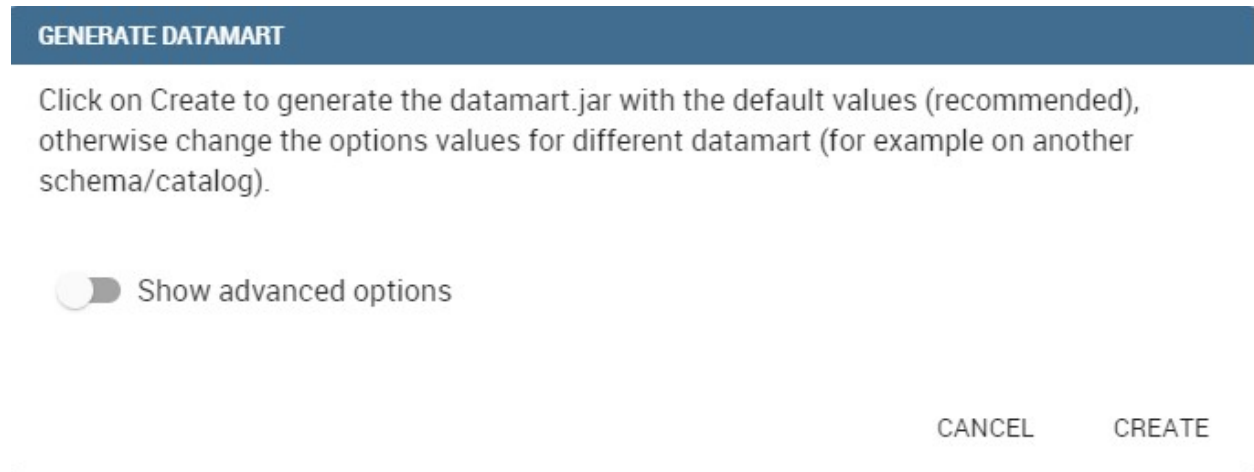 GENERATE DATAMART
Click on Create to generate the datamart.jar with the default values (recommended),
otherwise change the options values for different datamart (for example on another
schema/catalog).
Show advanced options
CANCEL CREATE